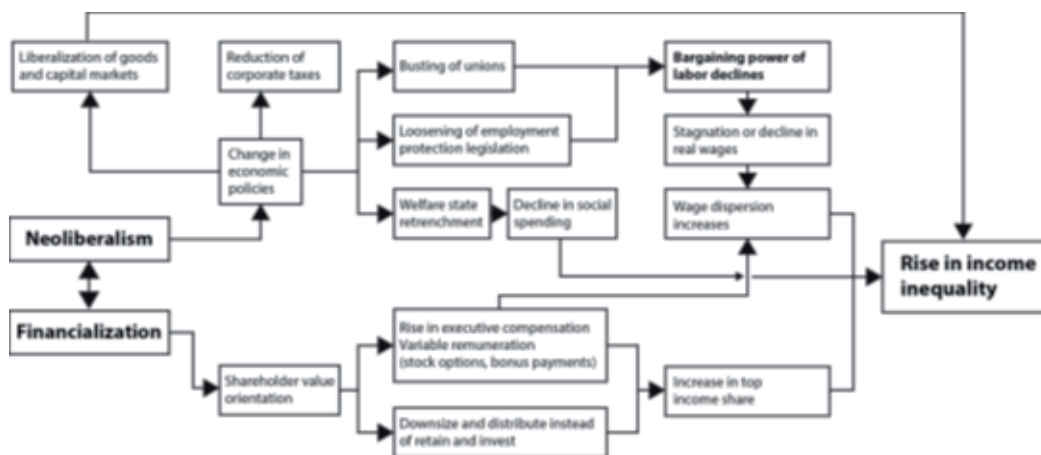 Liberalization of goods
and capital markets
Reduction of
corporate taxes
Busting of unions
Bargaining power of
labor declines
Loosening of employment
protection legislation
Stagnation or decline in
real wages
Change in
economic
policies
Welfare state
retrenchment
Decline in social
spending
Wage dispersion
increases
Neoliberalism
Rise in income
inequality
Financialization
Rise in executive compensation
Variable remuneration
(stock options, bonus payments)
Shareholder value
orientation
Increase in top
income share
Downsize and distribute instead
of retain and invest